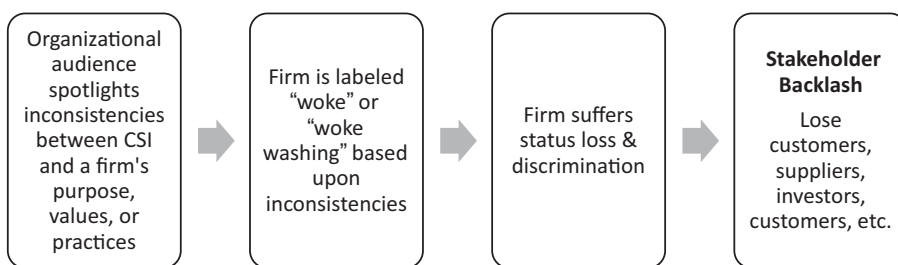 Organizational
audience
spotlights
inconsistencies
between CSI
and a firm's
purpose,
values, or
practices
Firm is labeled
“woke” or
“woke
washing” based
upon
inconsistencies
Firm suffers
status loss &
discrimination
Stakeholder
Backlash
Lose
customers,
suppliers,
investors,
customers, etc.